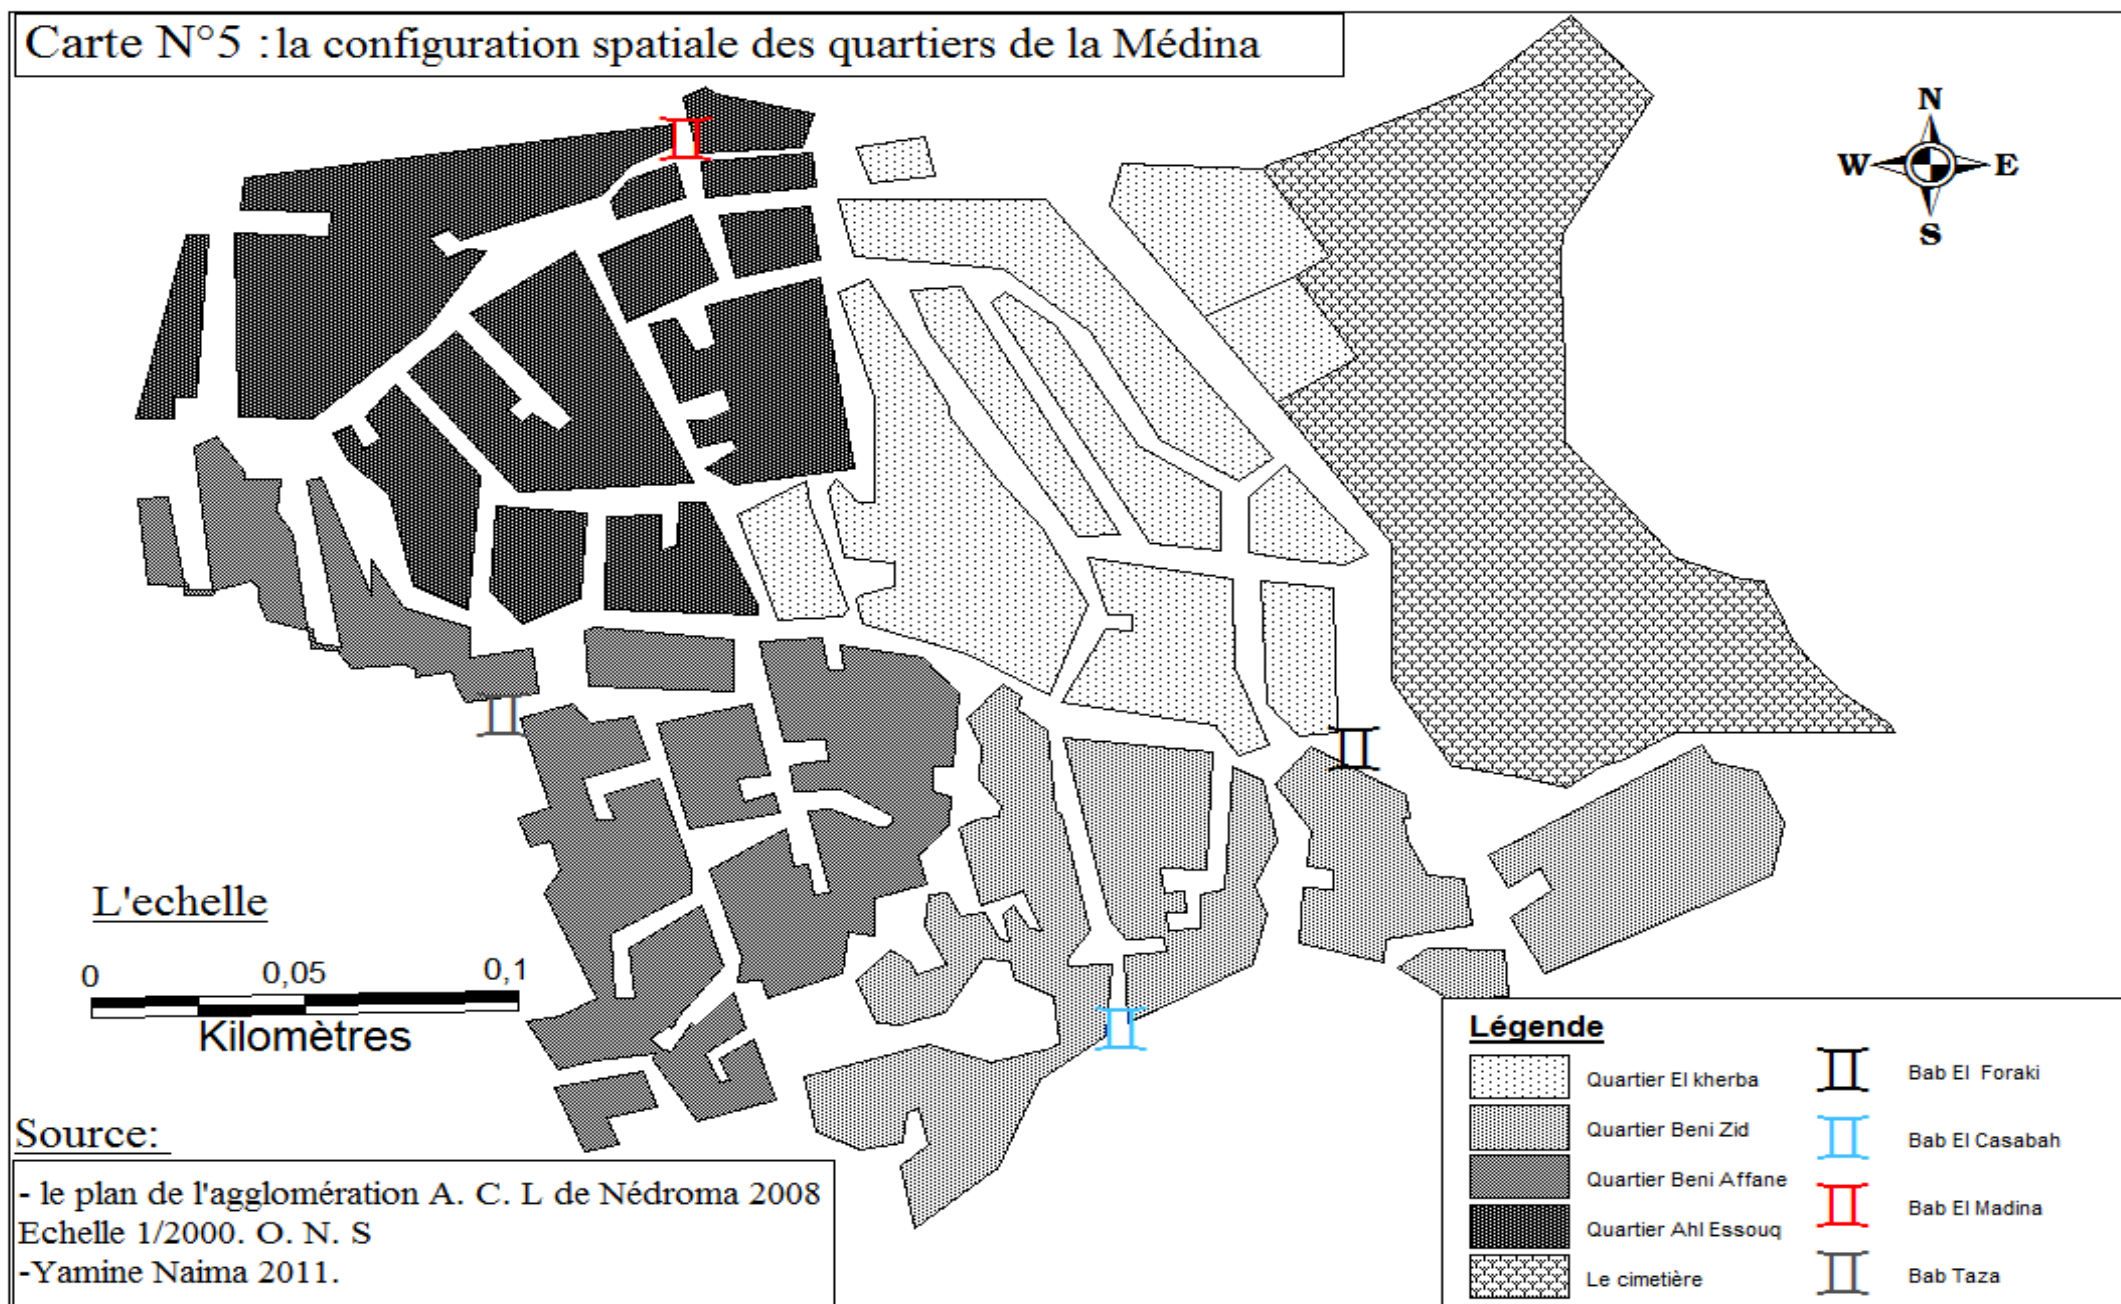 Carte N°5 : la configuration spatiale des quartiers de la Médina
N
W E
S
L'echelle
0 0,05 0,1
Kilomètres
Source:
- le plan de l'agglomération A. C. L de Nédroma 2008
Echelle 1/2000. O. N. S
-Yamine Naima 2011.
Légende
Quartier El kherba
Quartier Beni Zid
Quartier Beni Affane
Quartier Ahl Essouq
Le cimetière
Bab El Foraki
Bab El Casabah
Bab El Madina
Bab Taza